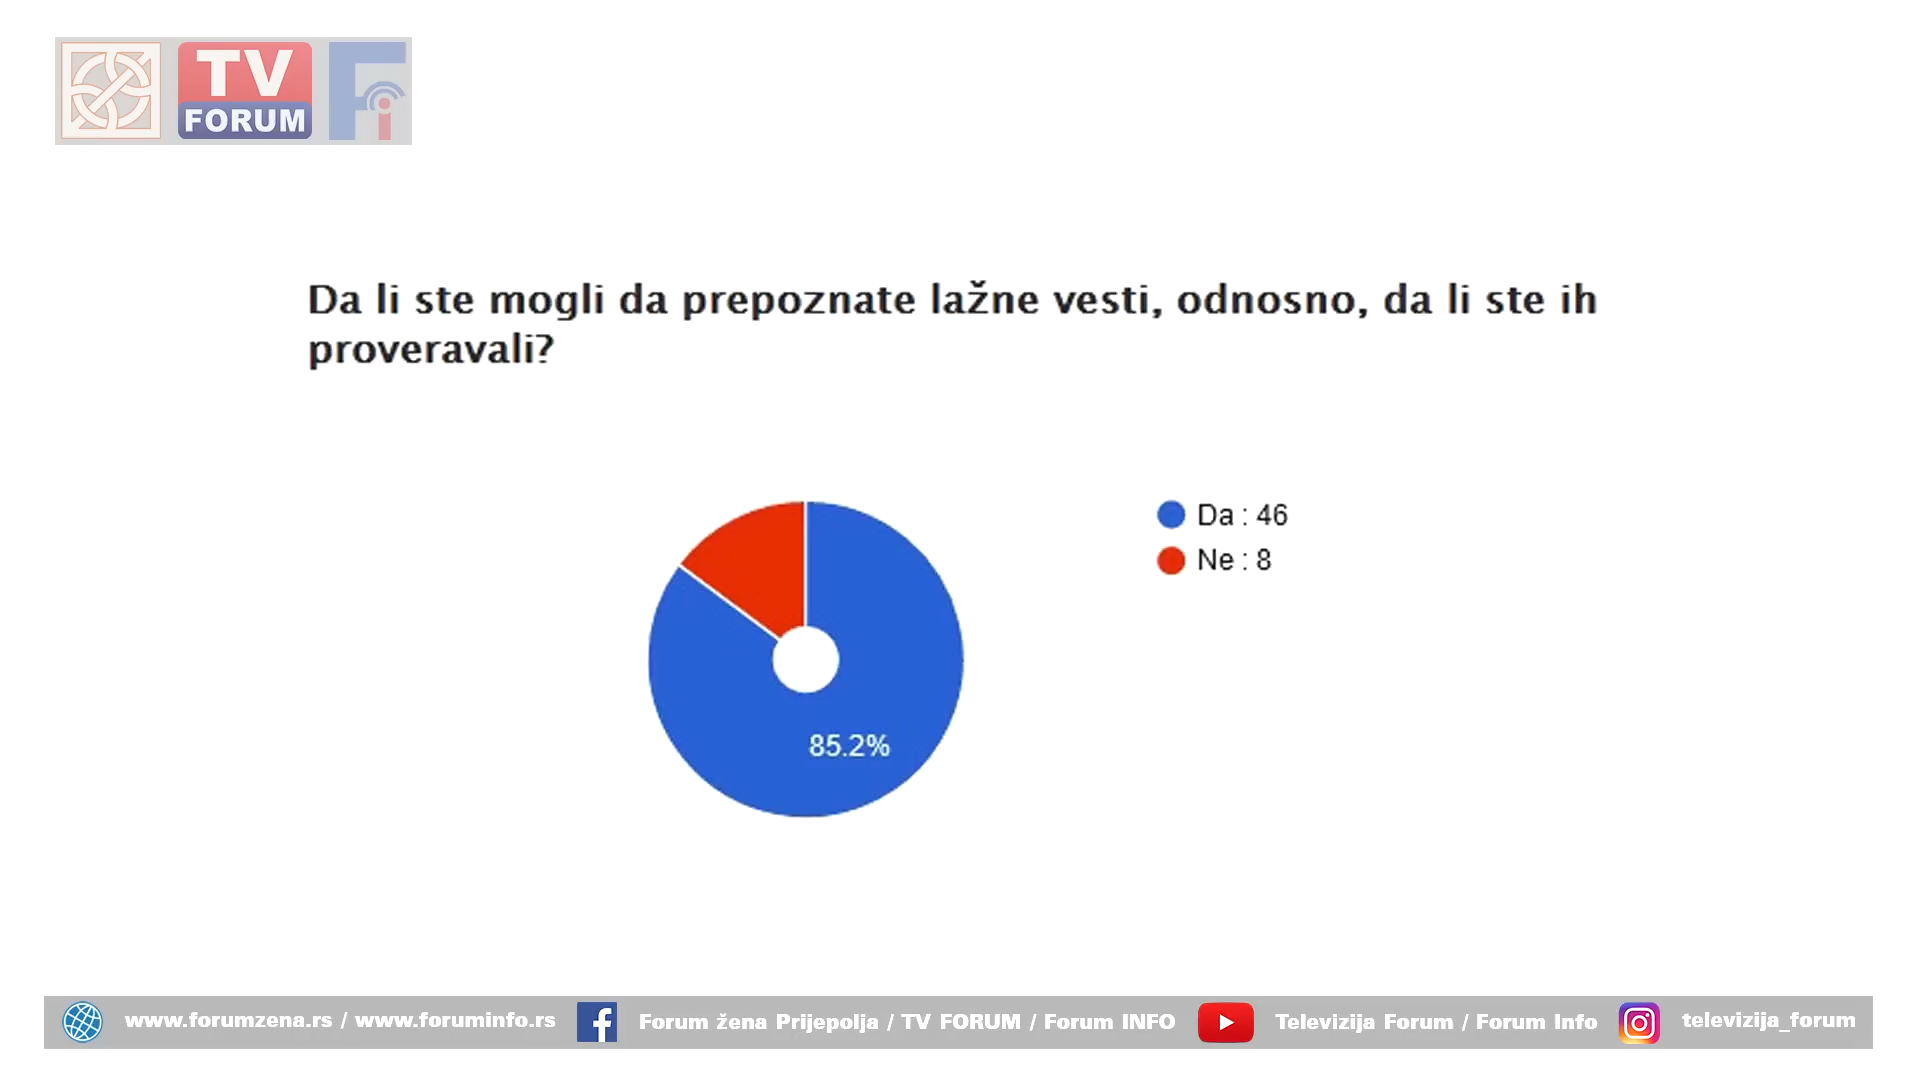 TV
FORUM
Fi
Da li ste mogli da prepoznate lažne vesti, odnosno, da li ste ih
proveravali?
Da : 46
Ne : 8
85.2%
www.forumzena.rs / www.foruminfo.rs
Forum žena Prijepolja / TV FORUM / Forum INFO
Televizija Forum / Forum Info
televizija_forum